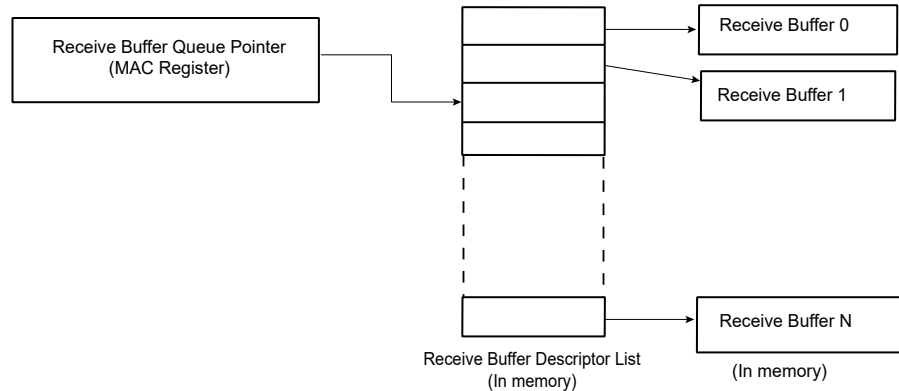 Receive Buffer Queue Pointer
(MAC Register)
Receive Buffer 0
Receive Buffer 1
Receive Buffer N
Receive Buffer Descriptor List
(In memory)
(In memory)